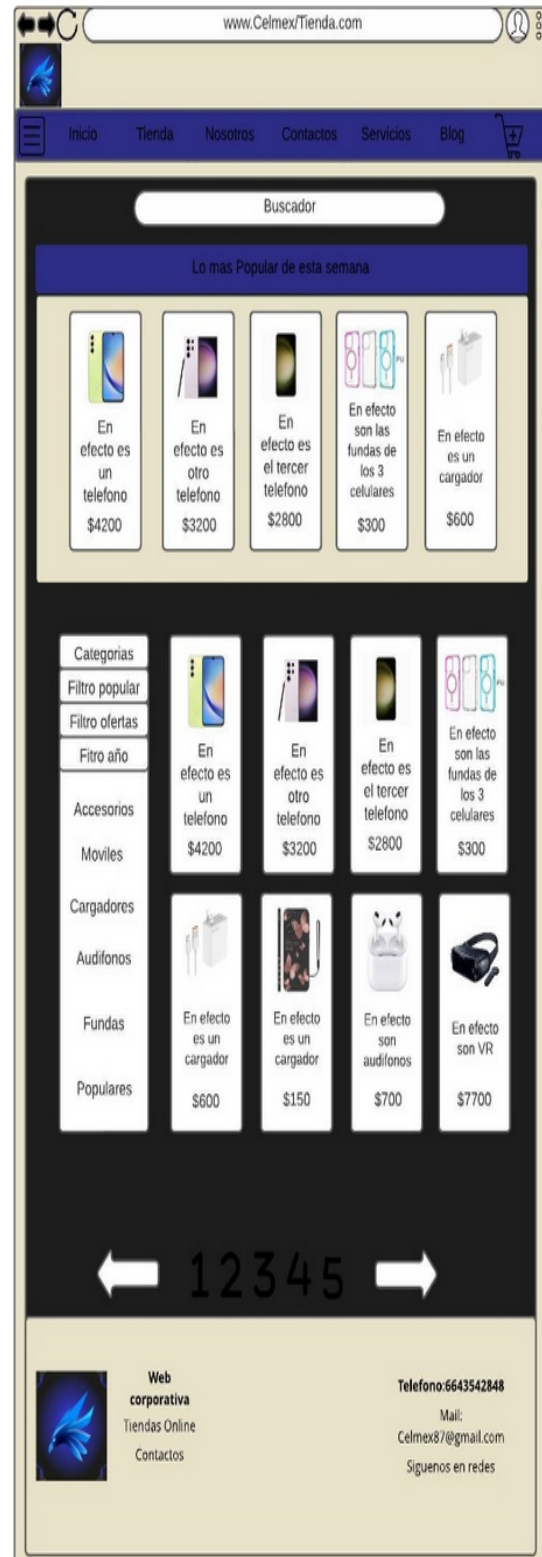 www.Celmex/Tienda.com
Inicio Tienda Nosotros Contactos Servicios Blog
Buscador
Lo mas Popular de esta semana
En
efecto es
un
telefono
$4200
En
efecto es
otro
telefono
$3200
En
efecto es
el tercer
telefono
$2800
En efecto
son las
fundas de
los 3
celulares
$300
En efecto
es un
cargador
$600
Categorias
Filtro popular
Filtro ofertas
Fitro año
Accesorios
Moviles
Cargadores
Audifonos
Fundas
Populares
En
efecto es
un
telefono
$4200
En
efecto es
otro
telefono
$3200
En
efecto es
el tercer
telefono
$2800
En efecto
son las
fundas de
los 3
celulares
$300
En efecto
es un
cargador
$600
En efecto
es un
cargador
$150
En efecto
son
audifonos
$700
En efecto
son VR
$7700
1 2 3 4 5
Web
corporativa
Tiendas Online
Contactos
Telefono:6643542848
Mail:
Celmex87@gmail.com
Siguenos en redes